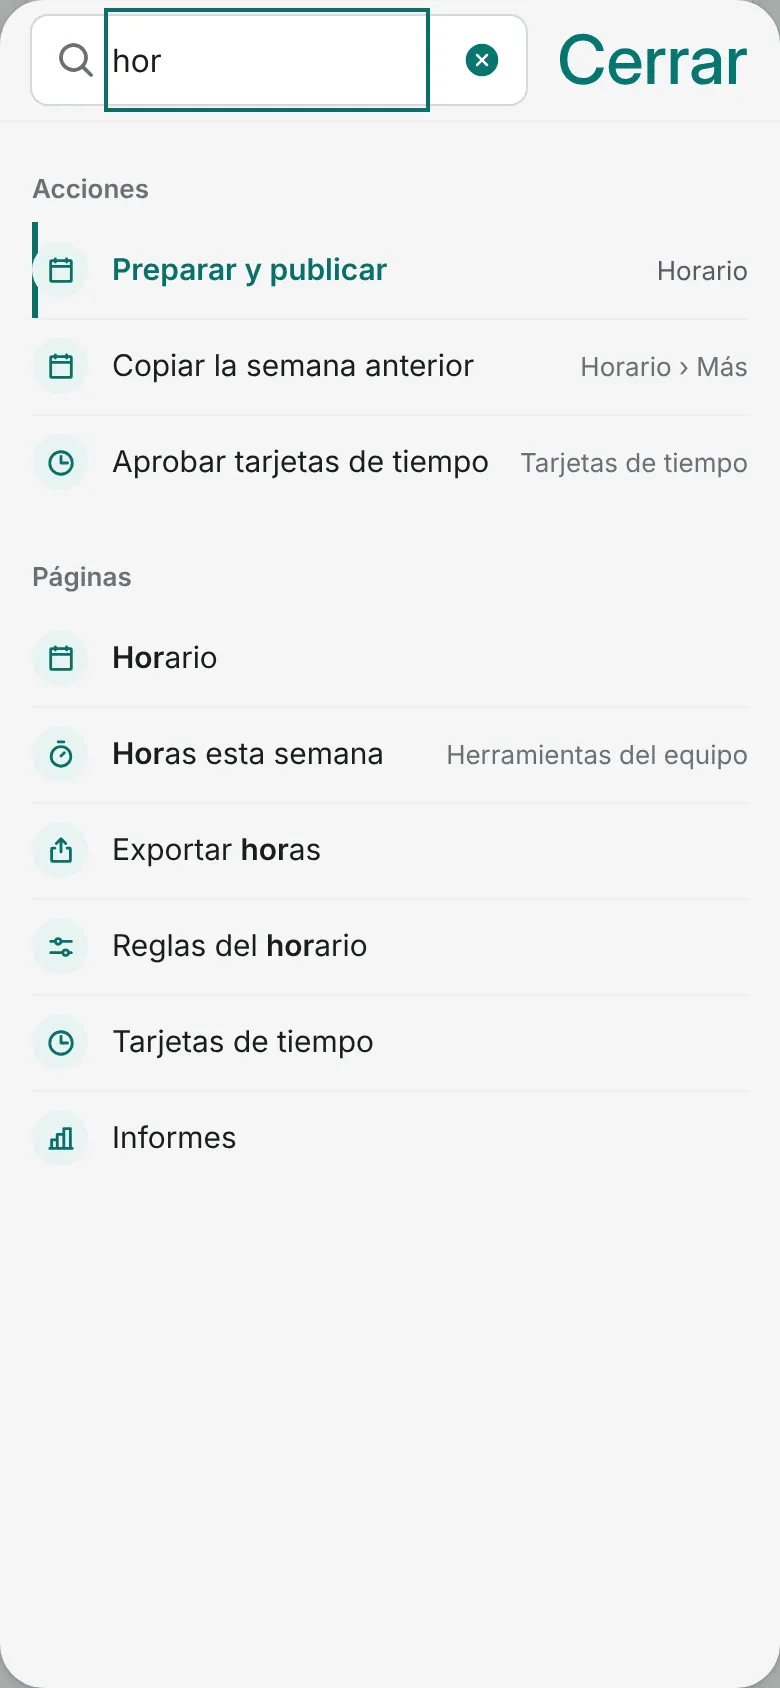 hor
Cerrar
Acciones
Preparar y publicar Horario
Copiar la semana anterior Horario › Más
Aprobar tarjetas de tiempo Tarjetas de tiempo
Páginas
Horario
Horas esta semana Herramientas del equipo
Exportar horas
Reglas del horario
Tarjetas de tiempo
Informes